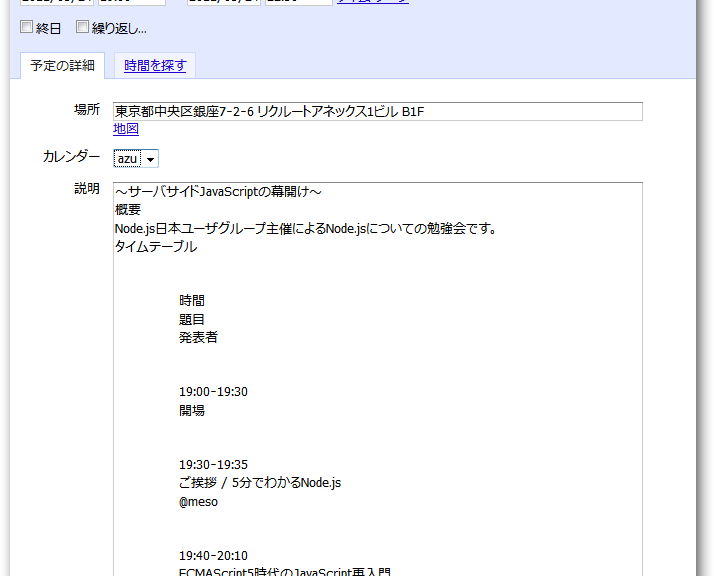 終日 繰り返し...
予定の詳細 時間を探す
場所 東京都中央区銀座7-2-6 リクルートアネックス1ビル B1F
地図
カレンダー azu
説明 ～サーバサイドJavaScriptの幕開け～
概要
Node.js日本ユーザグループ主催によるNode.jsについての勉強会です。
タイムテーブル
時間
題目
発表者
19:00-19:30
開場
19:30-19:35
ご挨拶 / 5分でわかるNode.js
@meso
19:40-20:10
ECMAScript5時代のJavaScript再入門